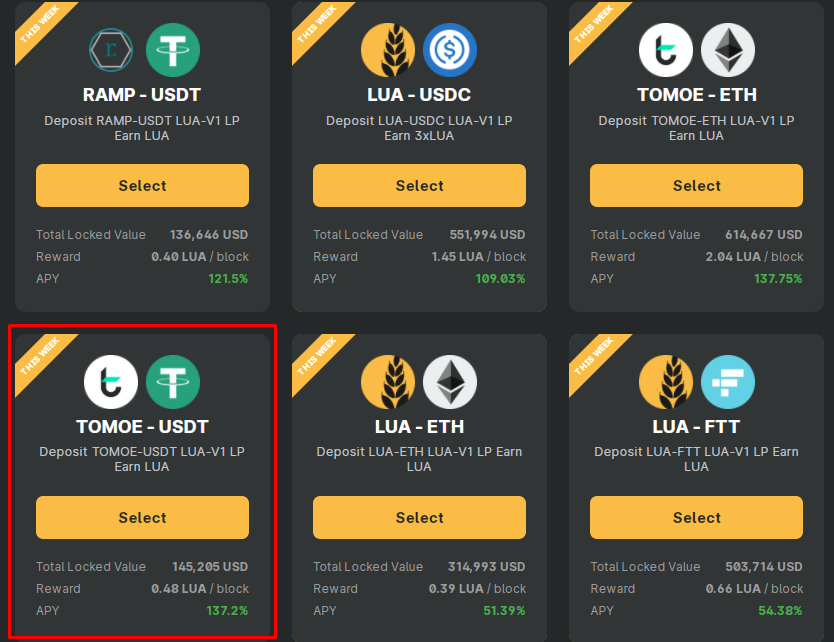 THIS WEEK
RAMP - USDT
Deposit RAMP-USDT LUA-V1 LP
Earn LUA
Select
Total Locked Value 136,646 USD
Reward 0.40 LUA / block
APY 121.5%
THIS WEEK
LUA - USDC
Deposit LUA-USDC LUA-V1 LP
Earn 3xLUA
Select
Total Locked Value 551,994 USD
Reward 1.45 LUA / block
APY 109.03%
THIS WEEK
TOMOE - ETH
Deposit TOMOE-ETH LUA-V1 LP
Earn LUA
Select
Total Locked Value 614,667 USD
Reward 2.04 LUA / block
APY 137.75%
THIS WEEK
TOMOE - USDT
Deposit TOMOE-USDT LUA-V1 LP
Earn LUA
Select
Total Locked Value 145,205 USD
Reward 0.48 LUA / block
APY 137.2%
THIS WEEK
LUA - ETH
Deposit LUA-ETH LUA-V1 LP Earn
LUA
Select
Total Locked Value 314,993 USD
Reward 0.39 LUA / block
APY 51.39%
THIS WEEK
LUA - FTT
Deposit LUA-FTT LUA-V1 LP Earn
LUA
Select
Total Locked Value 503,714 USD
Reward 0.66 LUA / block
APY 54.38%